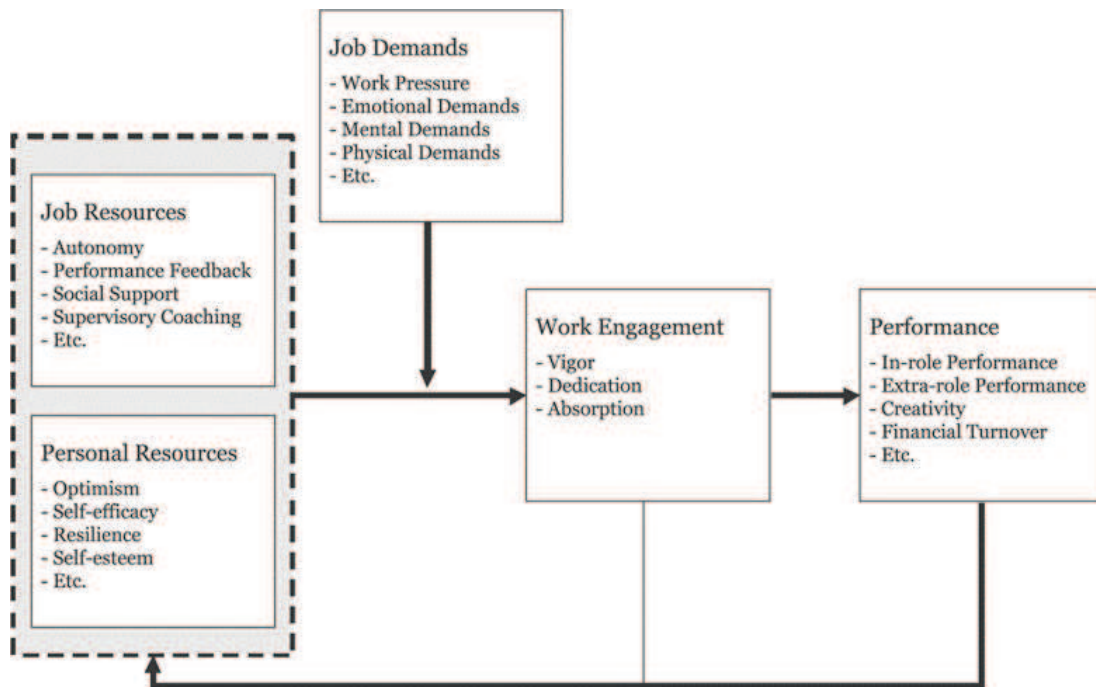 Job Demands
- Work Pressure
- Emotional Demands
- Mental Demands
- Physical Demands
- Etc.
Job Resources
- Autonomy
- Performance Feedback
- Social Support
- Supervisory Coaching
- Etc.
Personal Resources
- Optimism
- Self-efficacy
- Resilience
- Self-esteem
- Etc.
Work Engagement
- Vigor
- Dedication
- Absorption
Performance
- In-role Performance
- Extra-role Performance
- Creativity
- Financial Turnover
- Etc.